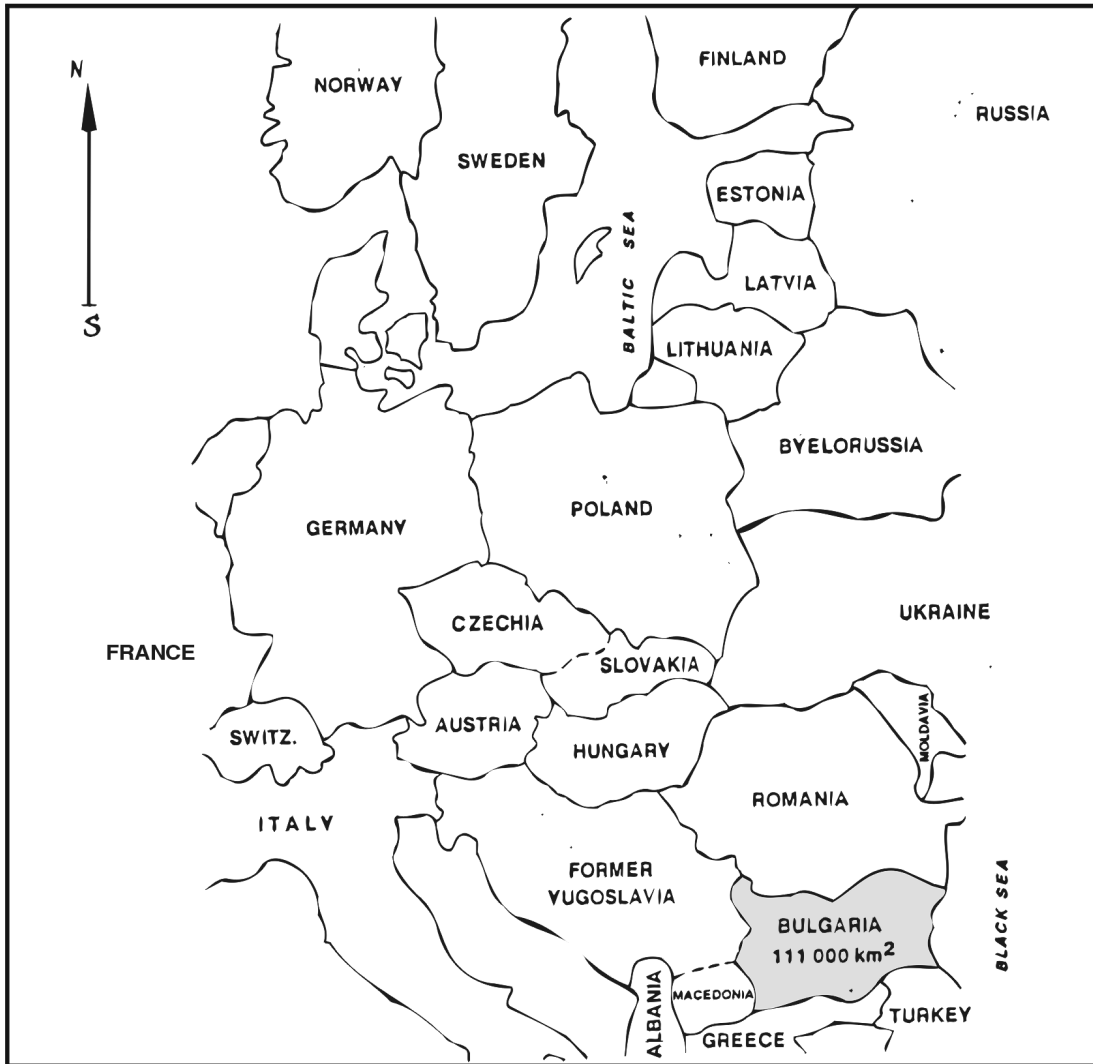 N
S
NORWAY
FINLAND
RUSSIA
SWEDEN
ESTONIA
BALTIC SEA
LATVIA
LITHUANIA
BYELORUSSIA
GERMANY
POLAND
CZECHIA
UKRAINE
FRANCE
SLOVAKIA
SWITZ.
AUSTRIA
HUNGARY
MOLDAVIA
ROMANIA
ITALY
FORMER
YUGOSLAVIA
BLACK SEA
BULGARIA
111 000 km²
ALBANIA
MACEDONIA
TURKEY
GREECE